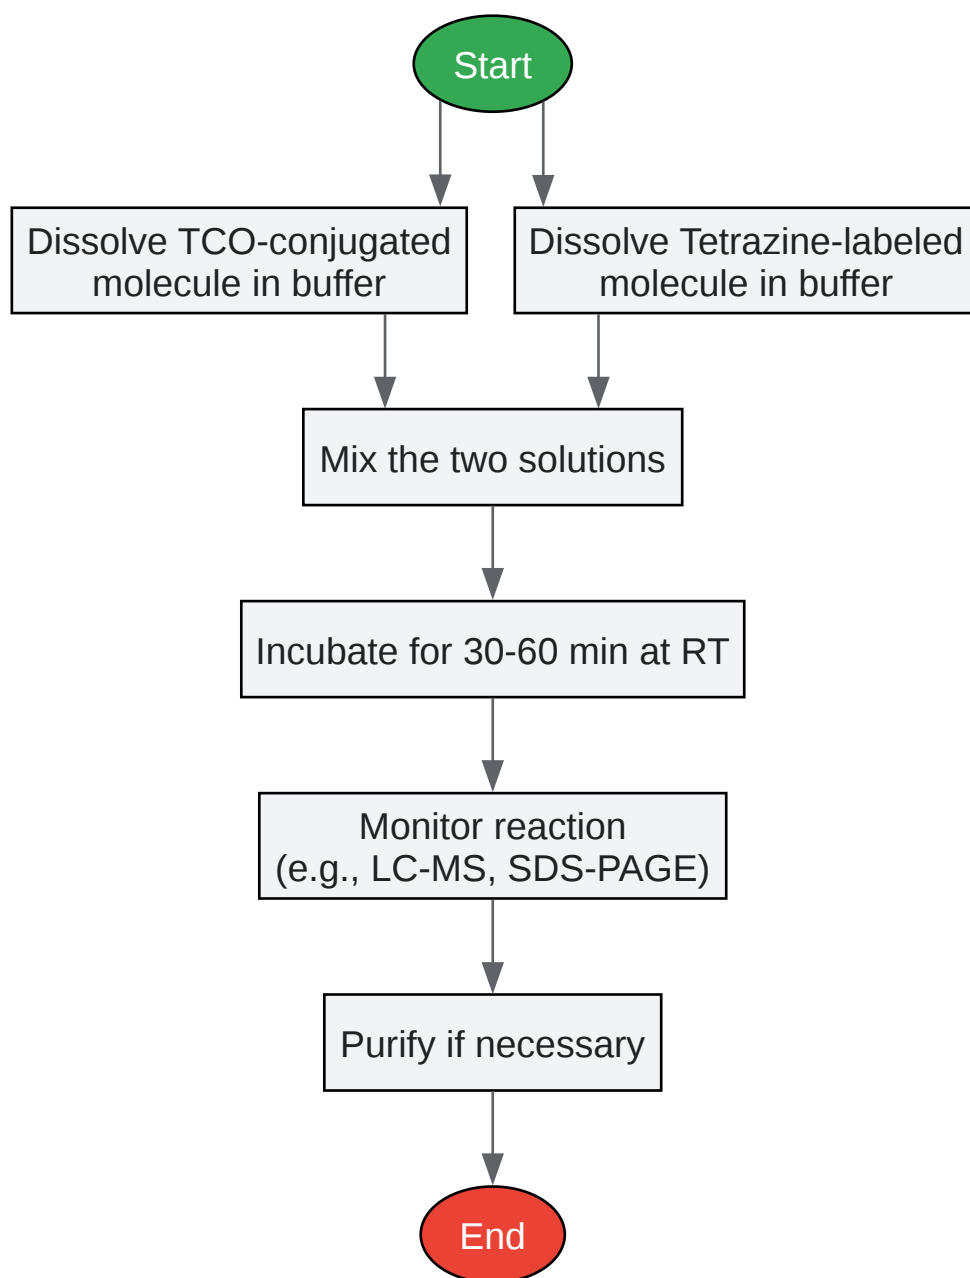 Start
Dissolve TCO-conjugated
molecule in buffer
Dissolve Tetrazine-labeled
molecule in buffer
Mix the two solutions
Incubate for 30-60 min at RT
Monitor reaction
(e.g., LC-MS, SDS-PAGE)
Purify if necessary
End